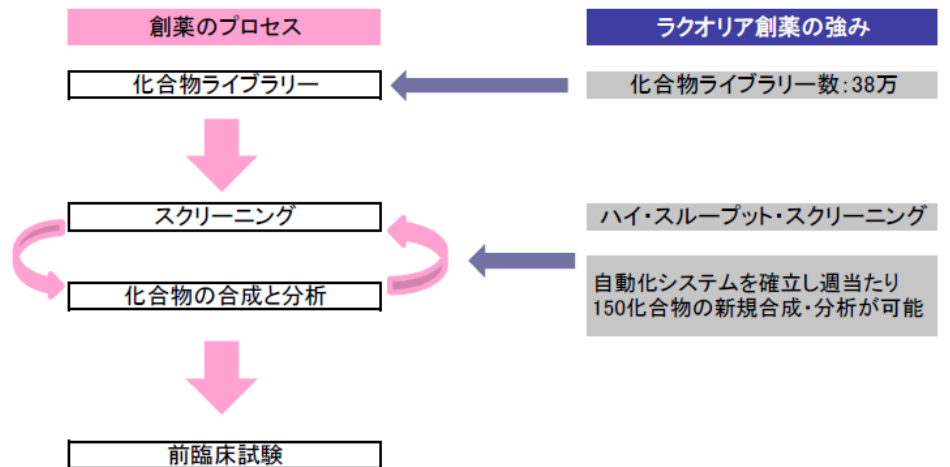 創薬のプロセス
ラクオリア創薬の強み
化合物ライブラリー
化合物ライブラリー数：38万
スクリーニング
ハイ・スループット・スクリーニング
化合物の合成と分析
自動化システムを確立し週当たり
150化合物の新規合成・分析が可能
前臨床試験